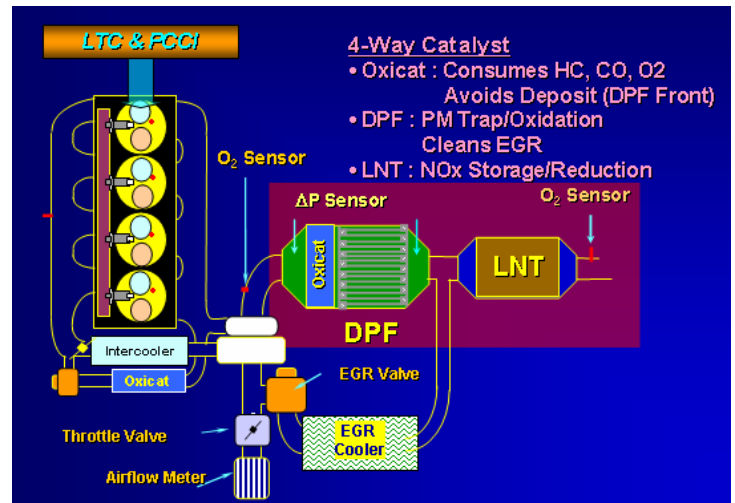 LTC & PCCI
4-Way Catalyst
• Oxicat : Consumes HC, CO, O2
Avoids Deposit (DPF Front)
• DPF : PM Trap/Oxidation
Cleans EGR
• LNT : NOx Storage/Reduction
O₂ Sensor
O₂ Sensor
ΔP Sensor
Oxicat
LNT
DPF
Intercooler
Oxicat
EGR Valve
Throttle Valve
EGR
Cooler
Airflow Meter